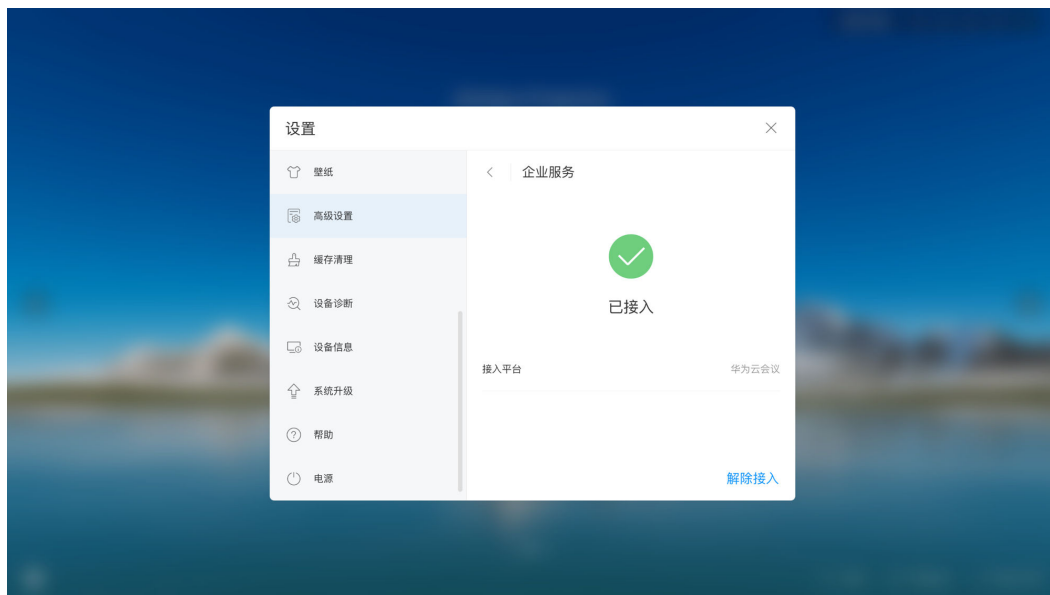 设置
壁纸
高级设置
缓存清理
设备诊断
设备信息
系统升级
帮助
电源
企业服务
已接入
接入平台 华为云会议
解除接入